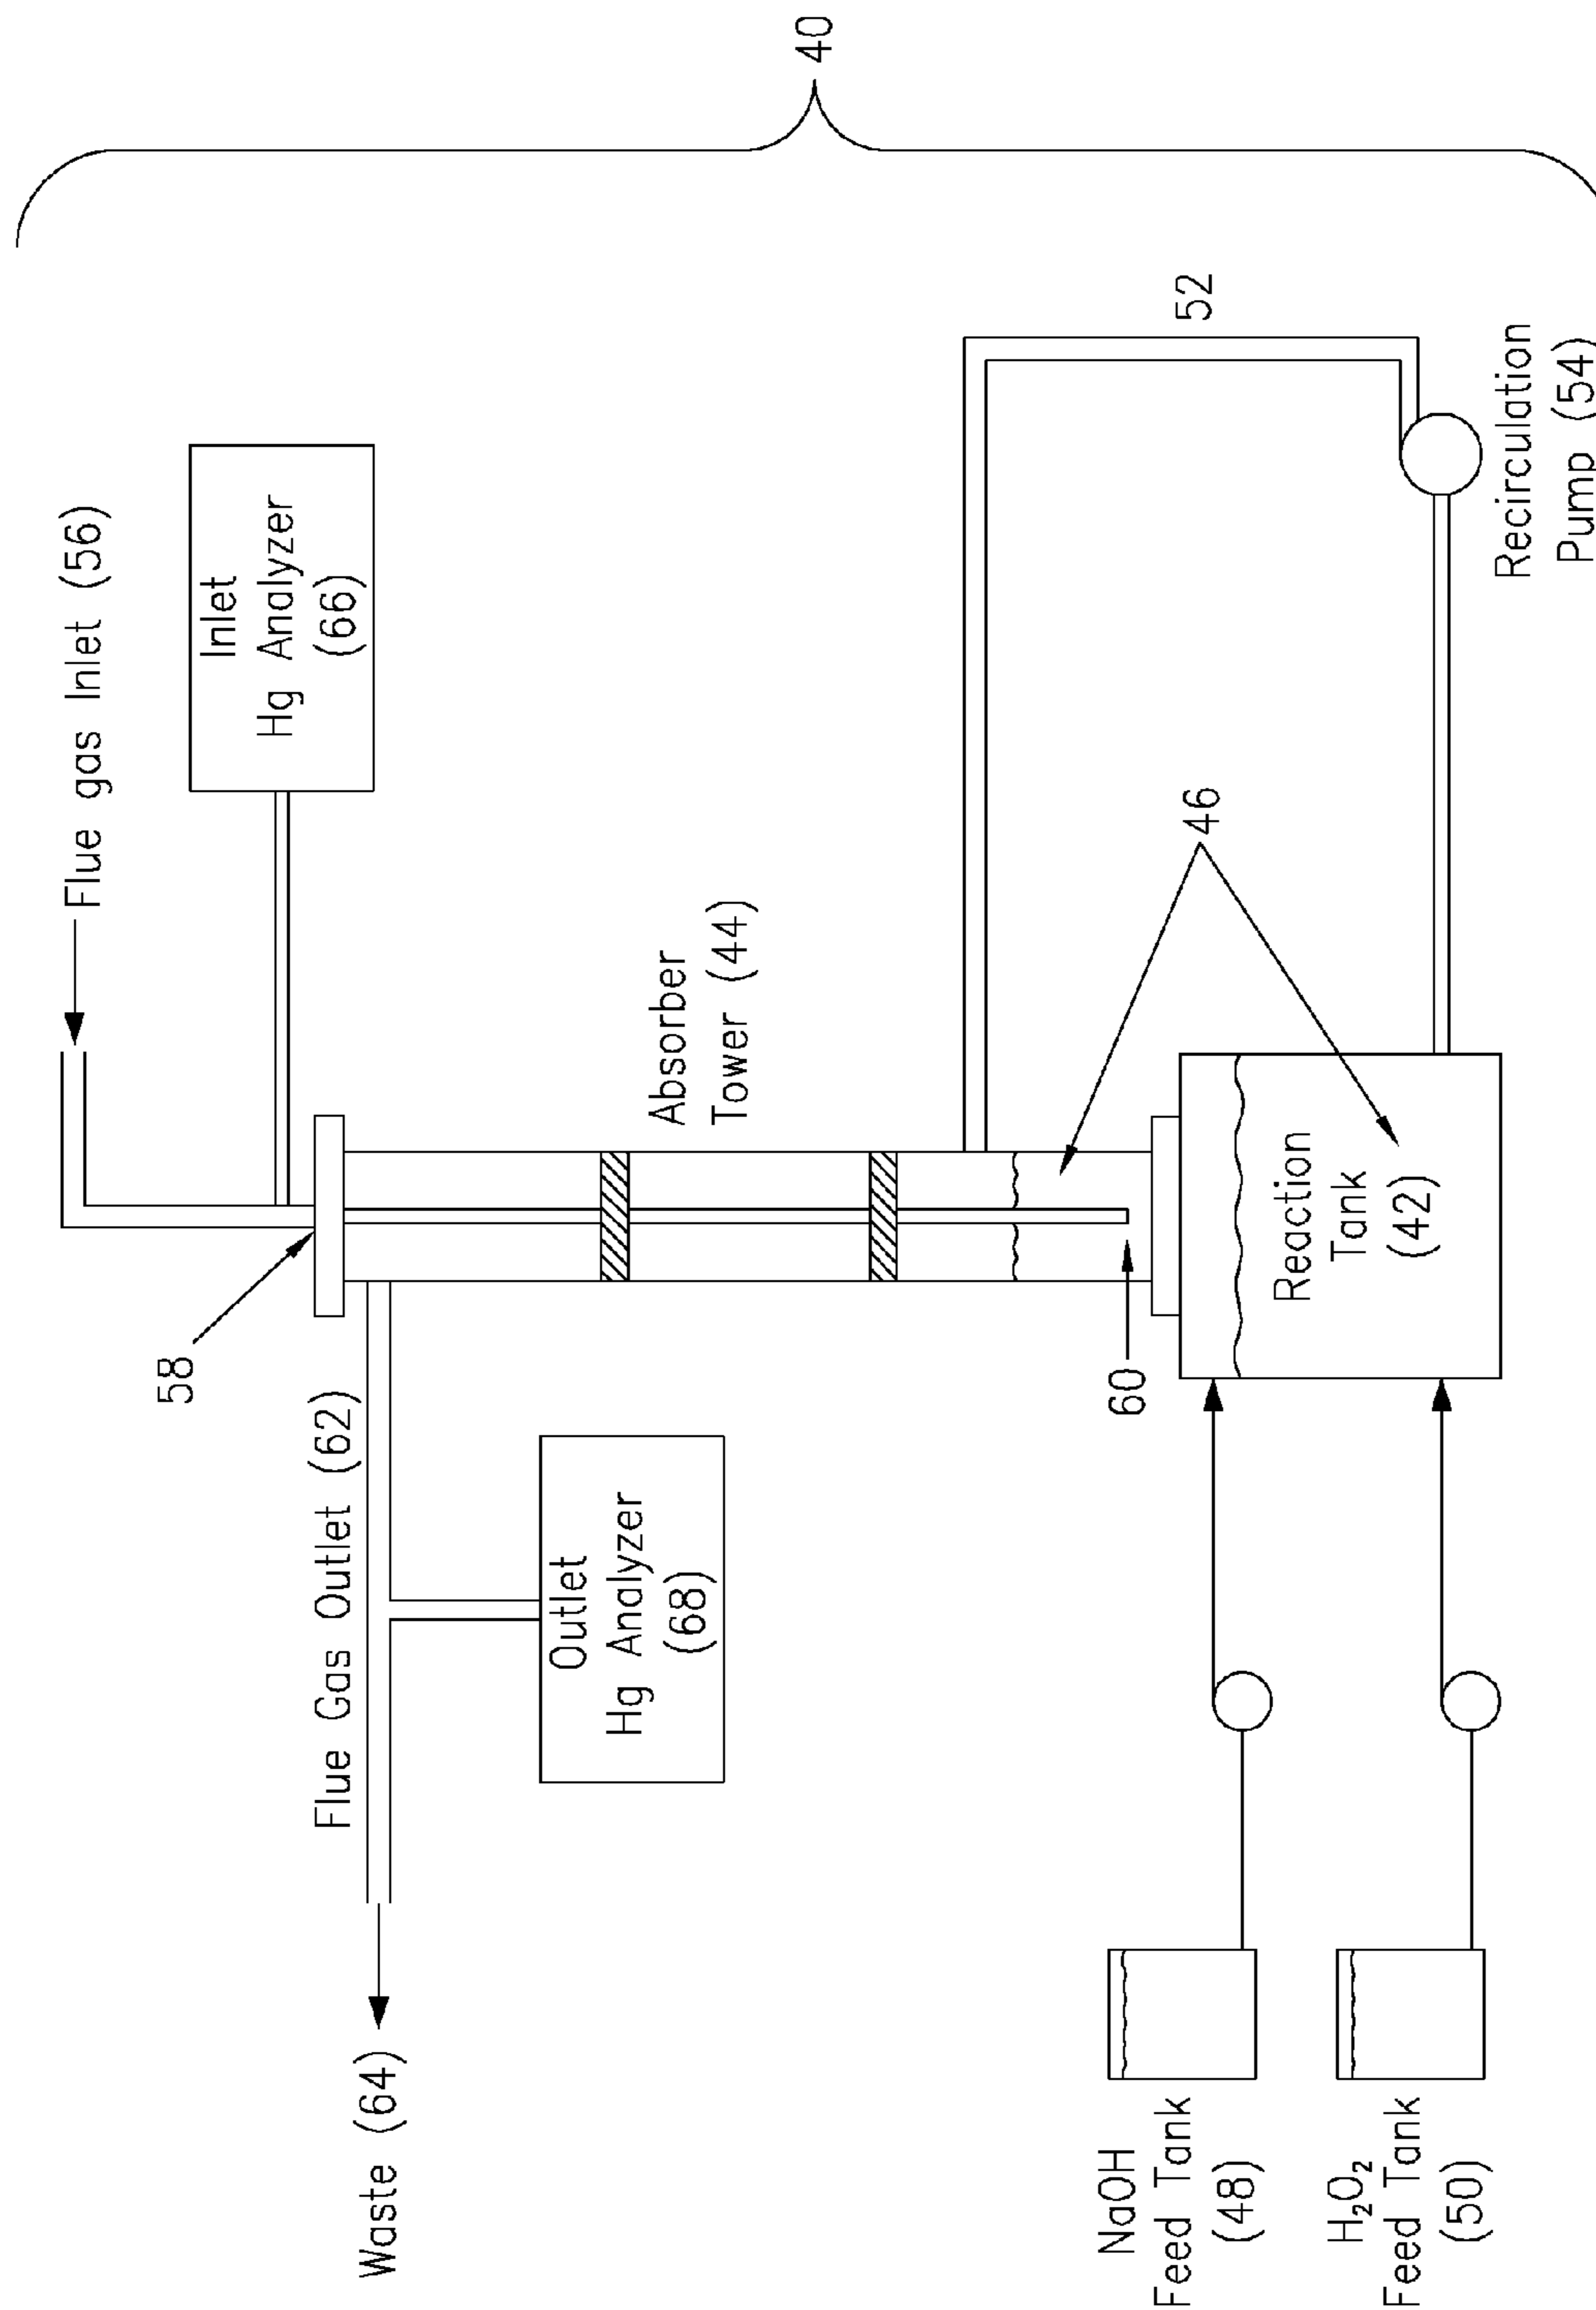 40
Flue gas Inlet (56)
Inlet
Hg Analyzer
(66)
58
Flue Gas Outlet (62)
Waste (64)
Outlet
Hg Analyzer
(68)
Absorber
Tower (44)
52
46
60
Reaction
Tank
(42)
Recirculation
Pump (54)
NaOH
Feed Tank
(48)
H₂O₂
Feed Tank
(50)